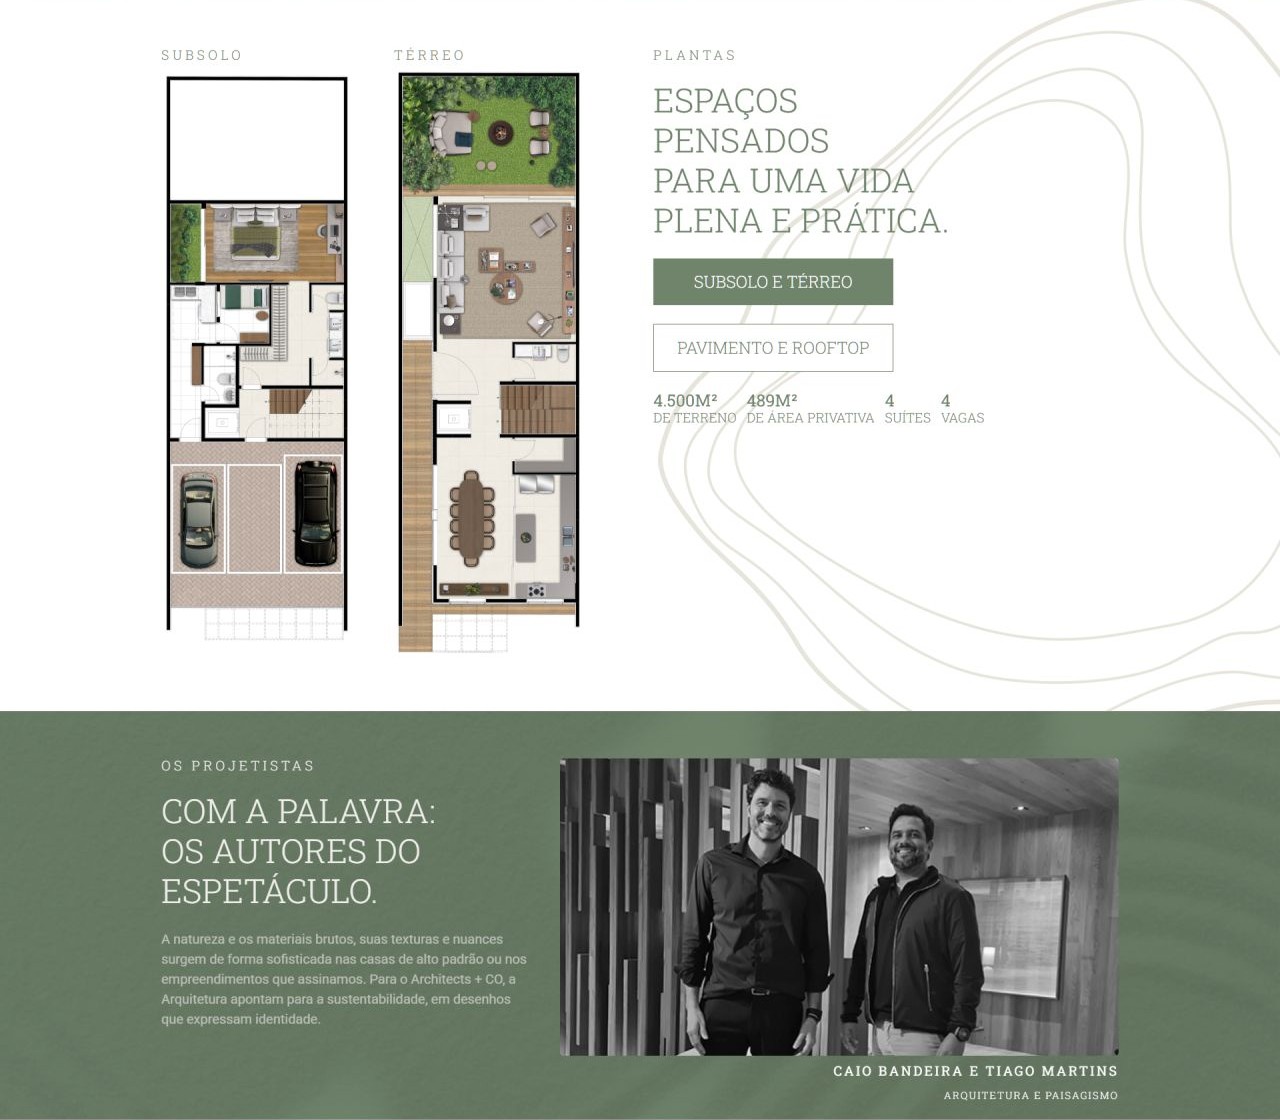 SUBSOLO
TÉRREO
PLANTAS
ESPAÇOS
PENSADOS
PARA UMA VIDA
PLENA E PRÁTICA.
SUBSOLO E TÉRREO
PAVIMENTO E ROOFTOP
4.500M² 489M² 4 4
DE TERRENO DE ÁREA PRIVATIVA SUÍTES VAGAS
OS PROJETISTAS
COM A PALAVRA:
OS AUTORES DO
ESPETÁCULO.
A natureza e os materiais brutos, suas texturas e nuances
surgem de forma sofisticada nas casas de alto padrão ou nos
empreendimentos que assinamos. Para o Architects + CO, a
Arquitetura apontam para a sustentabilidade, em desenhos
que expressam identidade.
CAIO BANDEIRA E TIAGO MARTINS
ARQUITETURA E PAISAGISMO